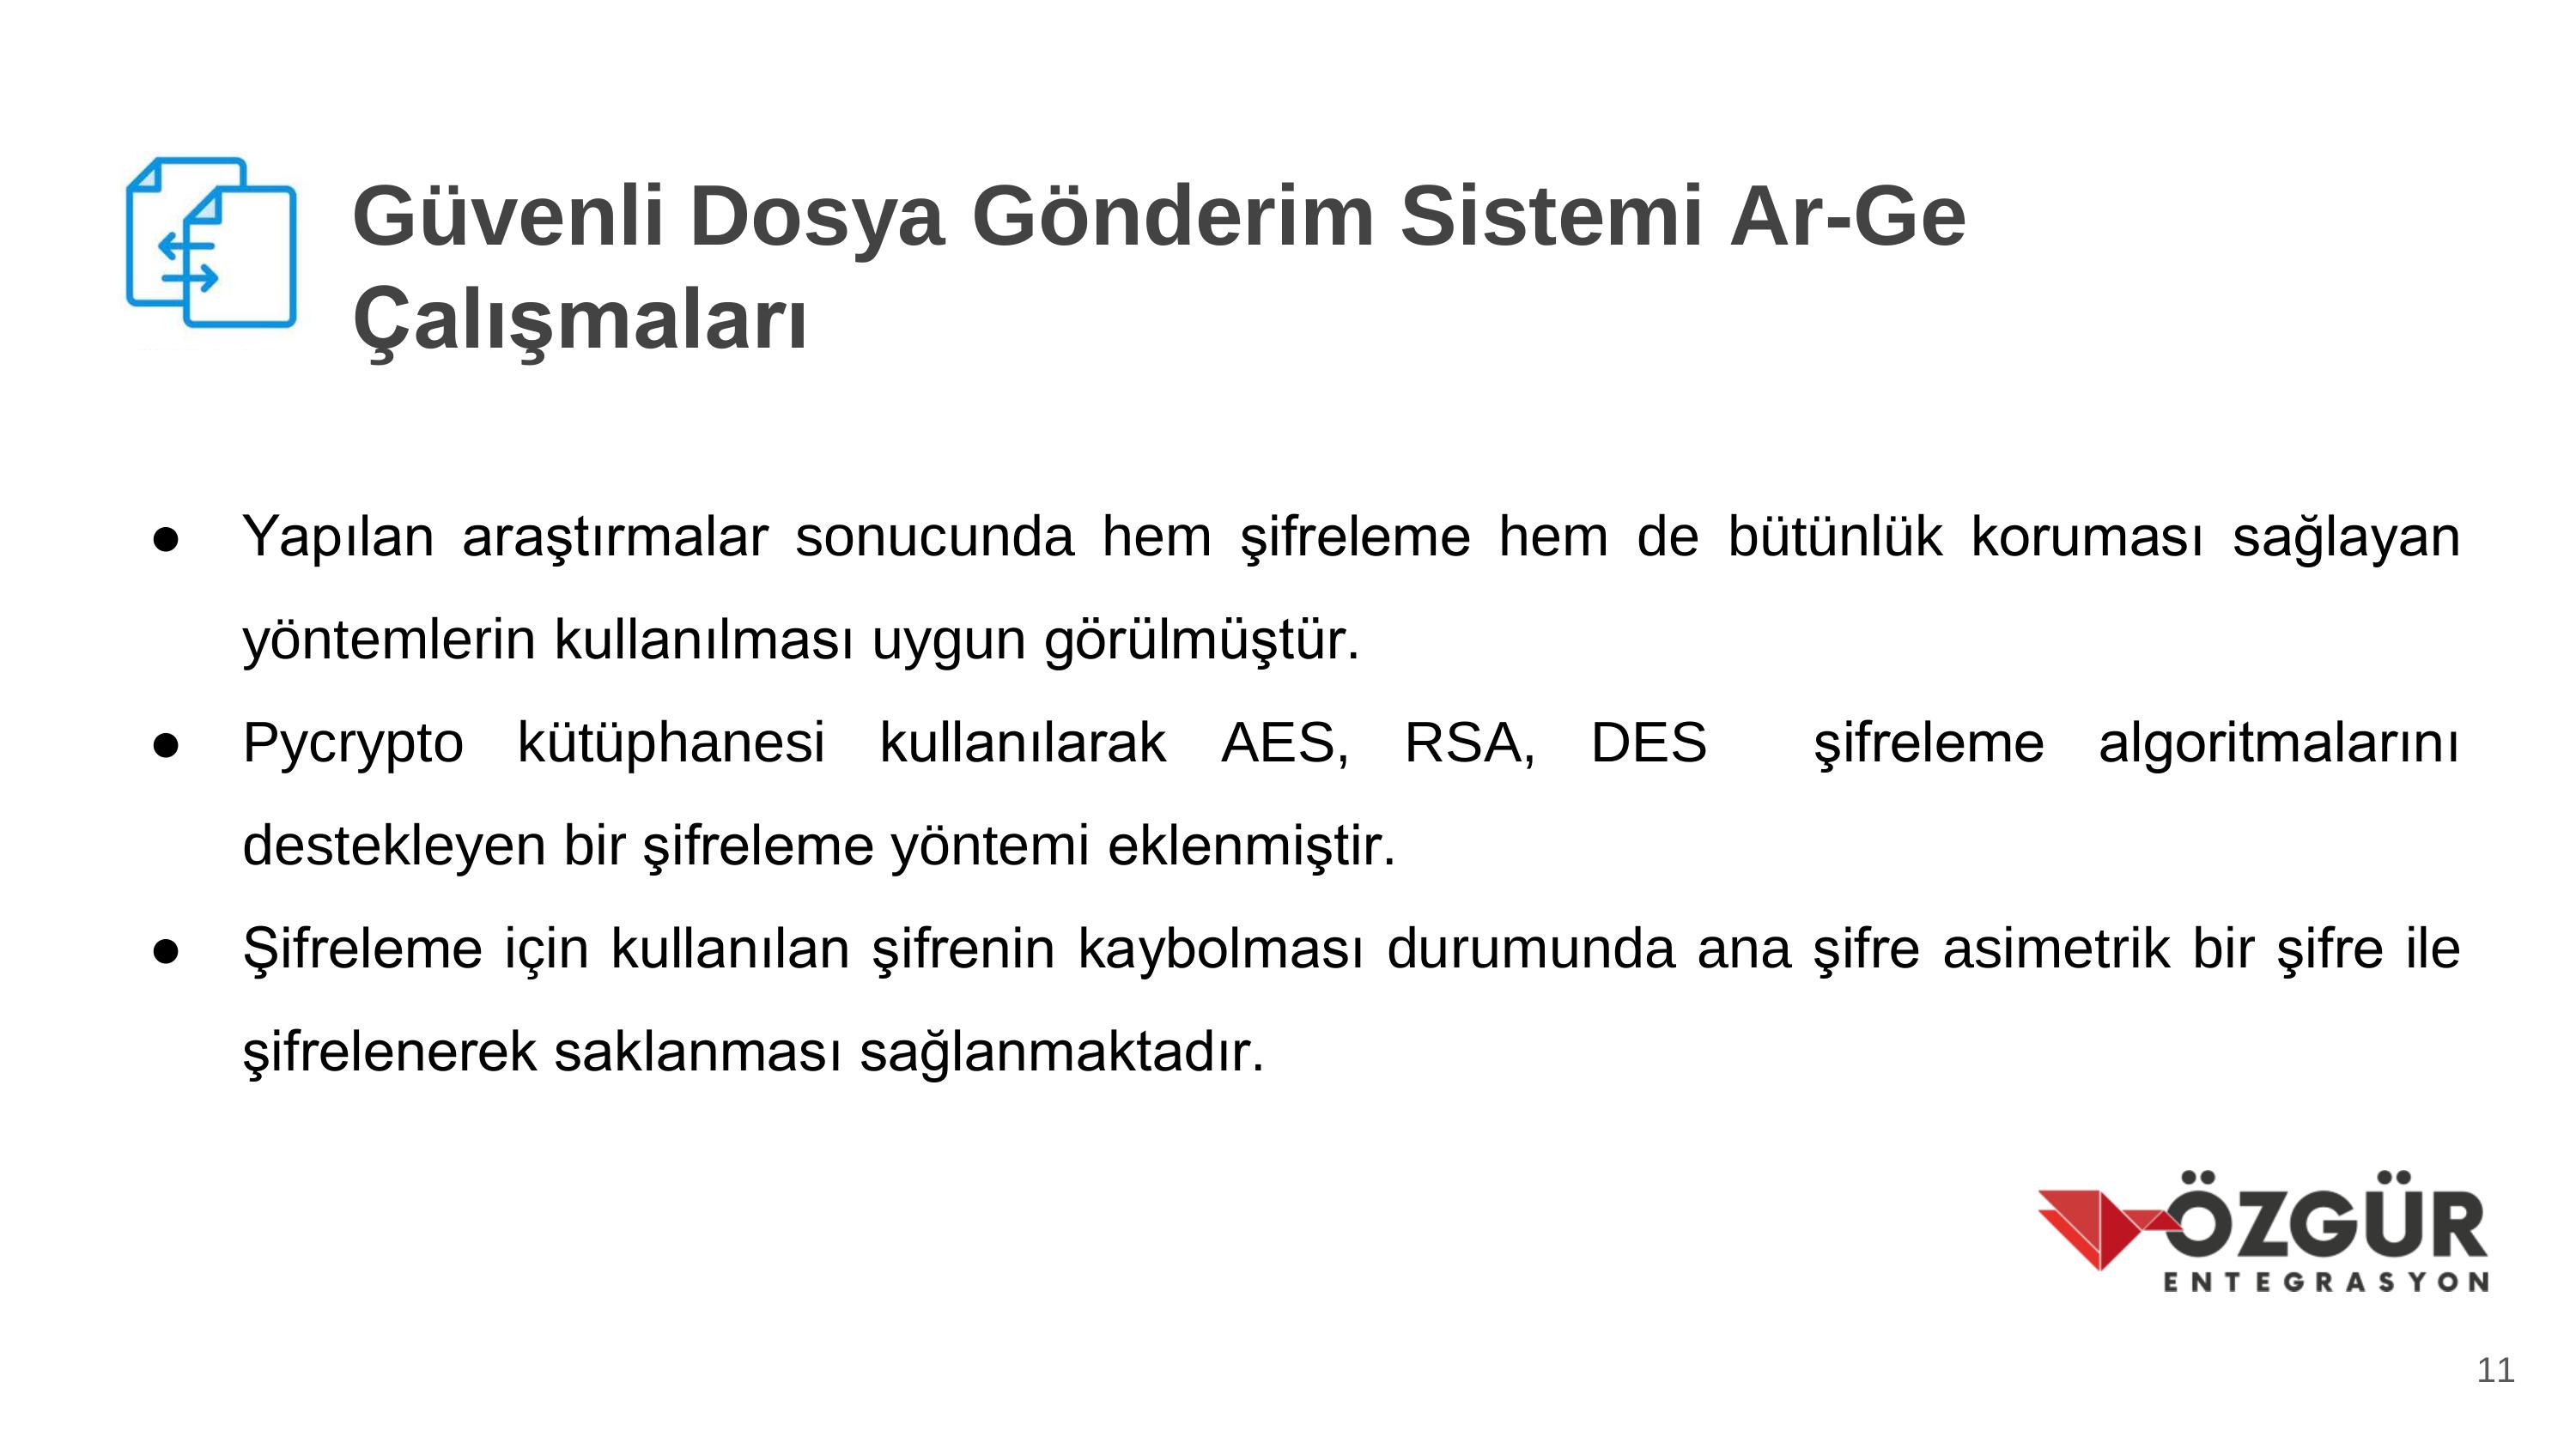 Güvenli Dosya Gönderim Sistemi Ar-Ge
Çalışmaları
● Yapılan araştırmalar sonucunda hem şifreleme hem de bütünlük koruması sağlayan
yöntemlerin kullanılması uygun görülmüştür.
● Pycrypto kütüphanesi kullanılarak AES, RSA, DES şifreleme algoritmalarını
destekleyen bir şifreleme yöntemi eklenmiştir.
● Şifreleme için kullanılan şifrenin kaybolması durumunda ana şifre asimetrik bir şifre ile
şifrelenerek saklanması sağlanmaktadır.
ÖZGÜR
ENTEGRASYON
11